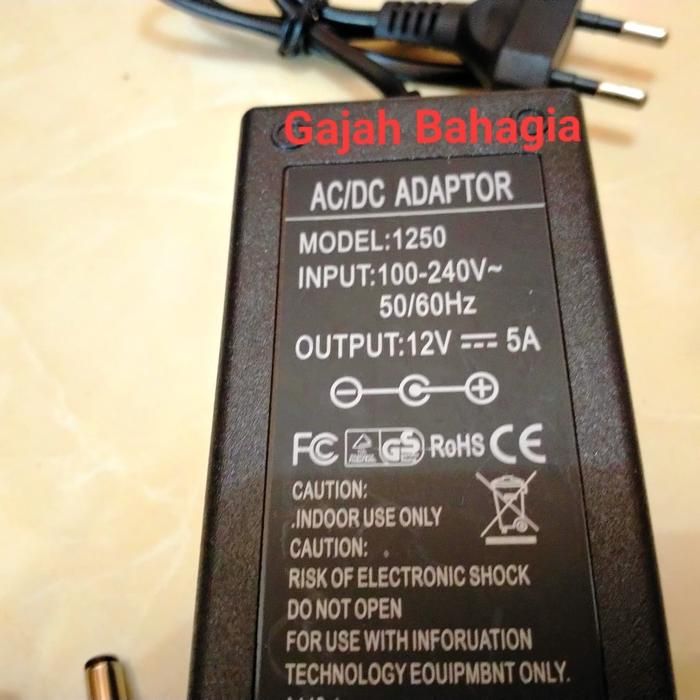 Gajah Bahagia
AC/DC ADAPTOR
MODEL:1250
INPUT:100-240V~
50/60Hz
OUTPUT:12V ⎓ 5A
FC GS RoHS CE
CAUTION:
.INDOOR USE ONLY
CAUTION:
RISK OF ELECTRONIC SHOCK
DO NOT OPEN
FOR USE WITH INFORUATION
TECHNOLOGY EOUIPMBNT ONLY.